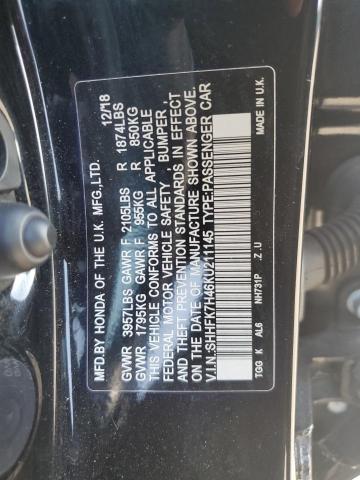 MFD.BY HONDA OF THE U.K. MFG.,LTD. 12/18
GVWR 3957LBS GAWR F 2105LBS R 1874LBS
GVWR 1795KG GAWR F 955KG R 850KG
THIS VEHICLE CONFORMS TO ALL APPLICABLE
FEDERAL MOTOR VEHICLE SAFETY , BUMPER ,
AND THEFT PREVENTION STANDARDS IN EFFECT
ON THE DATE OF MANUFACTURE SHOWN ABOVE
V.I.N.:SHHFK7H46KU211145 TYPE:PASSENGER CAR
TGG K AL6 NH731P .Z .U MADE IN U.K.